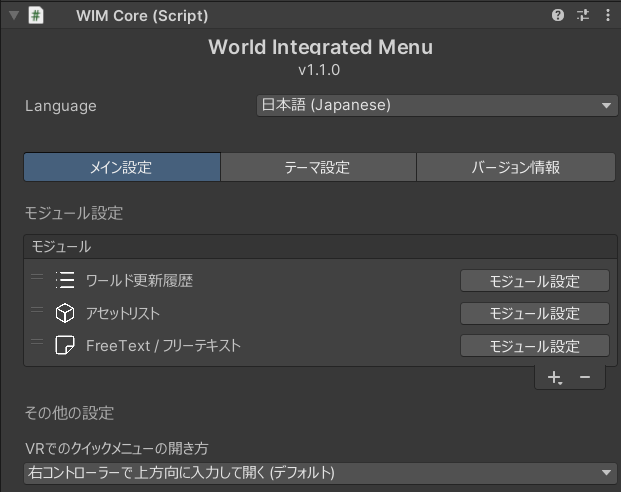 WIM Core (Script)
World Integrated Menu
v1.1.0
Language 日本語 (Japanese)
メイン設定 テーマ設定 バージョン情報
モジュール設定
モジュール
ワールド更新履歴 モジュール設定
アセットリスト モジュール設定
FreeText / フリーテキスト モジュール設定
その他の設定
VRでのクイックメニューの開き方
右コントローラーで上方向に入力して開く (デフォルト)